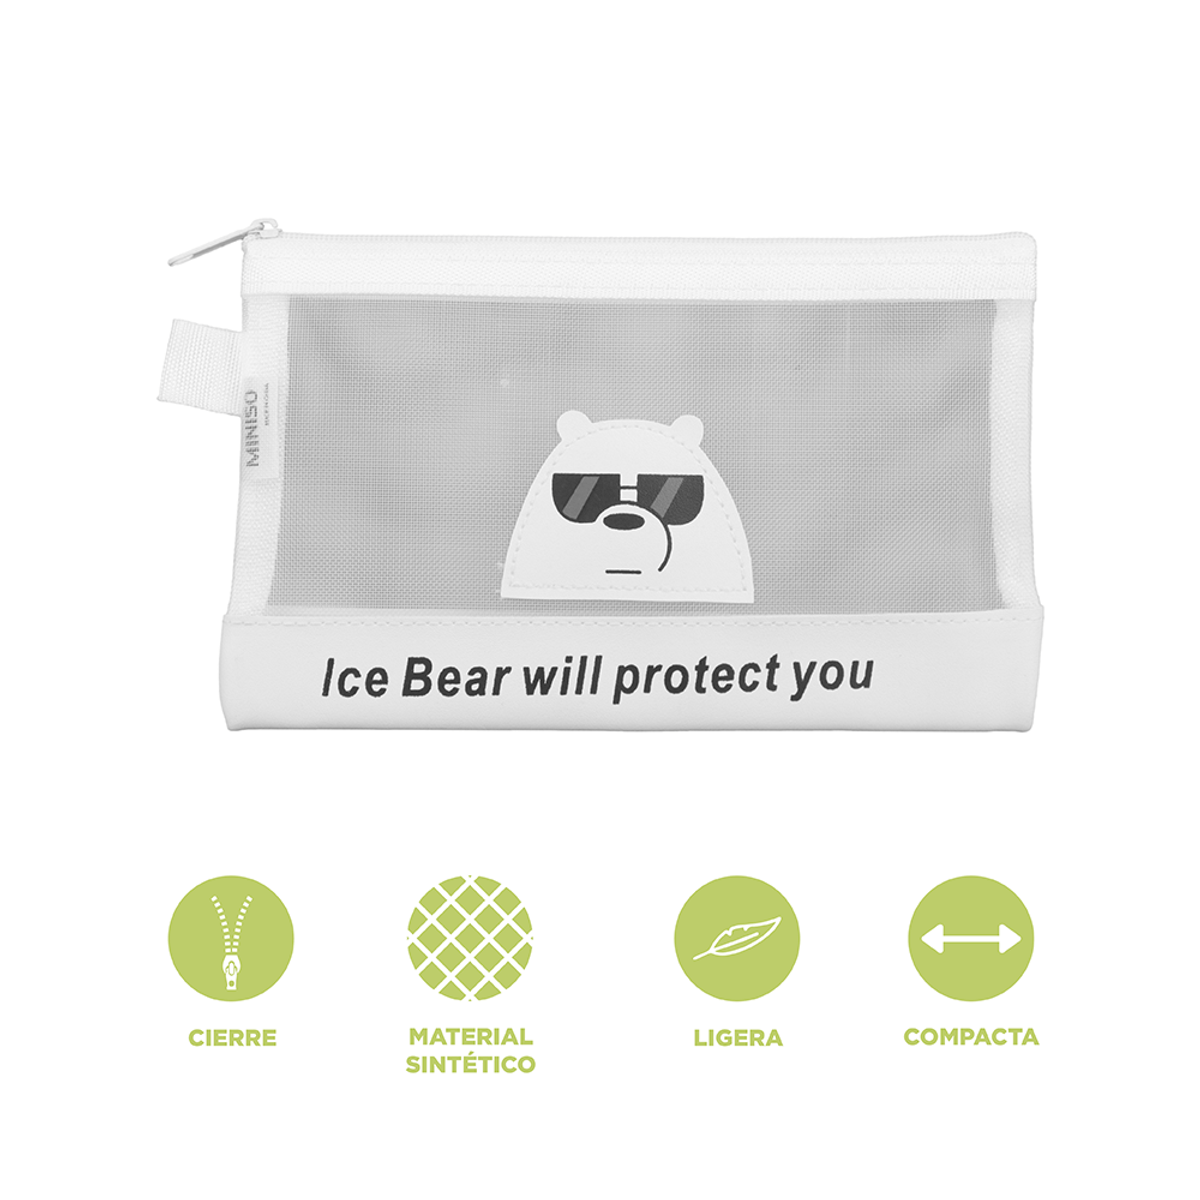 MINISO
Ice Bear will protect you
CIERRE
MATERIAL
SINTÉTICO
LIGERA
COMPACTA